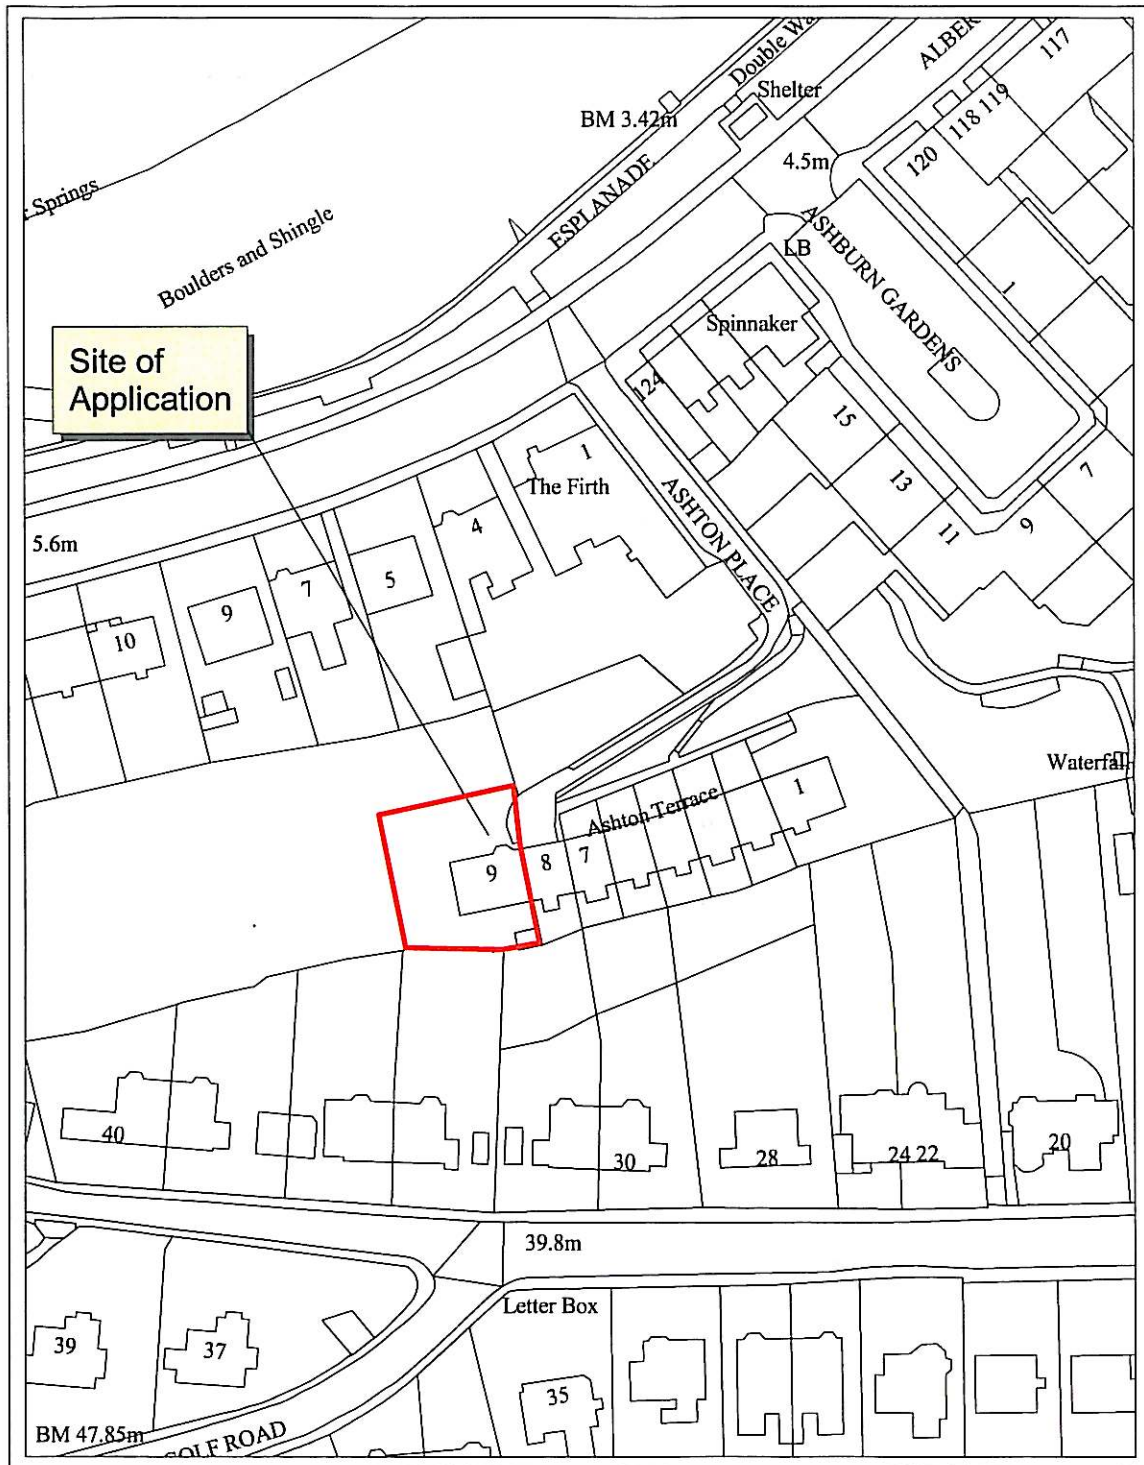 117
Double Wa
ALBER
Shelter
BM 3.42m
118 119
120
4.5m
ESPLANADE
Springs
Boulders and Shingle
ASHBURN GARDENS
LB
1
Spinnaker
Site of
Application
124
15
13
11
9
7
1
The Firth
ASHTON PLACE
4
5.6m
5
7
9
10
Waterfall
Ashton Terrace
1
7
8
9
40
30
28
24 22
20
39.8m
Letter Box
39
37
35
BM 47.85m
GOLF ROAD